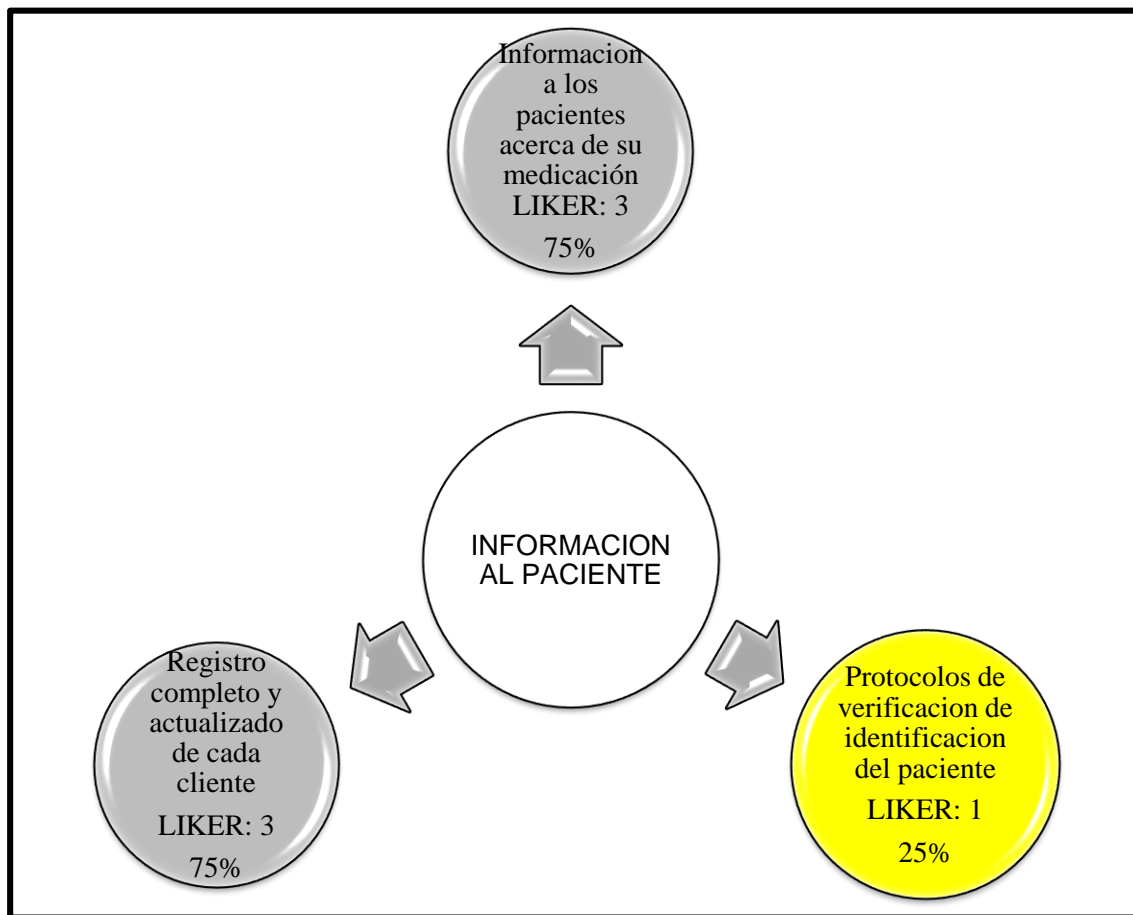 Informacion
a los
pacientes
acerca de su
medicación
LIKER: 3
75%
INFORMACION
AL PACIENTE
Protocolos de
verificacion de
identificacion
del paciente
LIKER: 1
25%
Registro
completo y
actualizado
de cada
cliente
LIKER: 3
75%